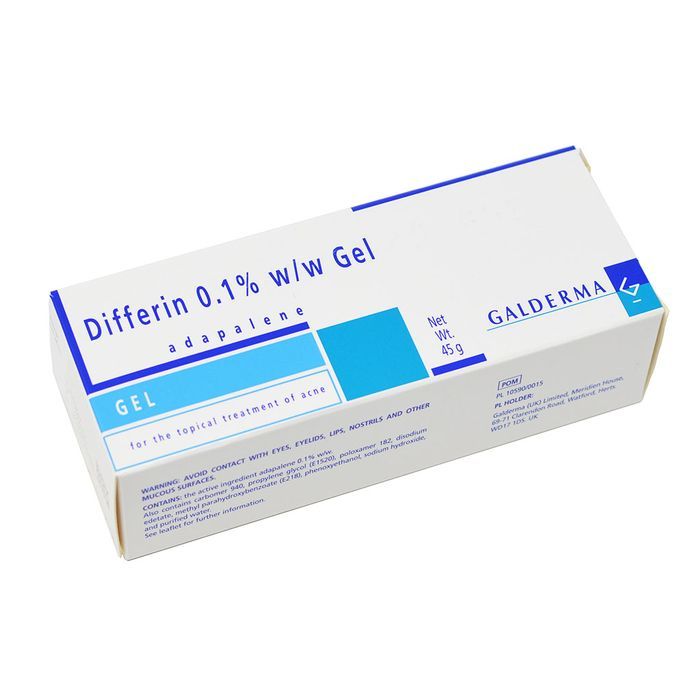 Differin 0.1% w/w Gel
adapalene
GEL
for the topical treatment of acne
Net
Wt.
45 g
GALDERMA
WARNING: AVOID CONTACT WITH EYES, EYELIDS, LIPS, NOSTRILS AND OTHER
MUCOUS SURFACES.
CONTAINS: the active ingredient adapalene 0.1% w/w.
Also contains carbomer 940, propylene glycol (E1520), poloxamer 182, disodium
edetate, methyl parahydroxybenzoate (E218), phenoxyethanol, sodium hydroxide,
and purified water.
See leaflet for further information.
POM
PL 10590/0015
PL HOLDER:
Galderma (UK) Limited, Meridien House,
69-71 Clarendon Road, Watford, Herts.
WD17 1DS. UK